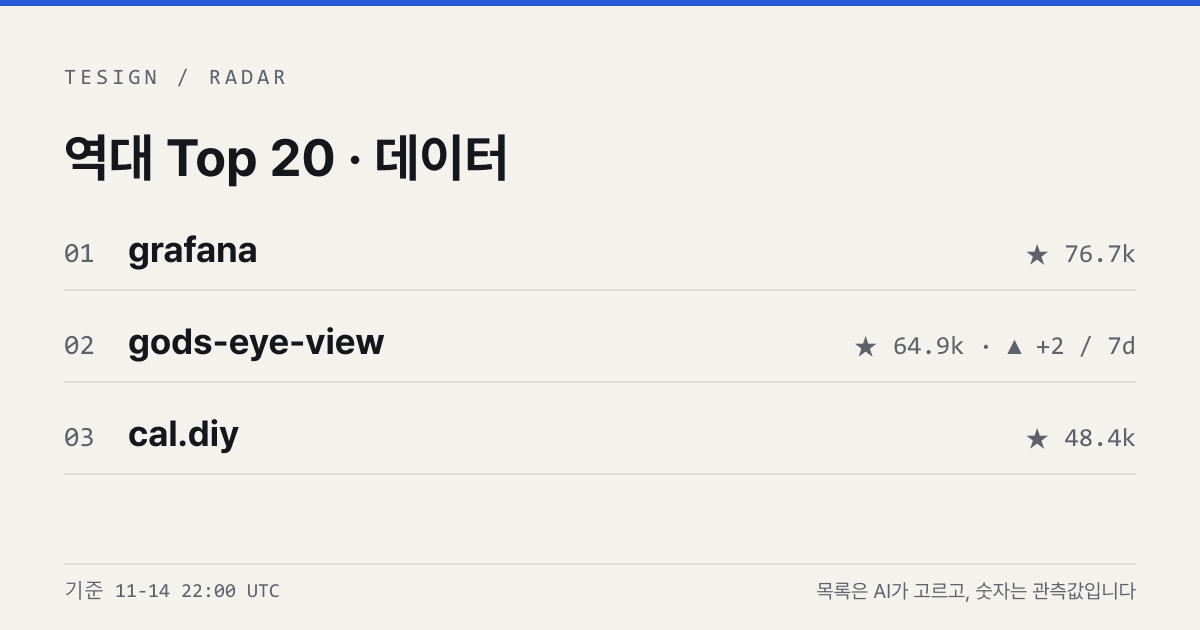 TESIGN / RADAR
역대 Top 20 · 데이터
01 grafana ★ 76.7k
02 gods-eye-view ★ 64.9k · ▲ +2 / 7d
03 cal.diy ★ 48.4k
기준 11-14 22:00 UTC 목록은 AI가 고르고, 숫자는 관측값입니다